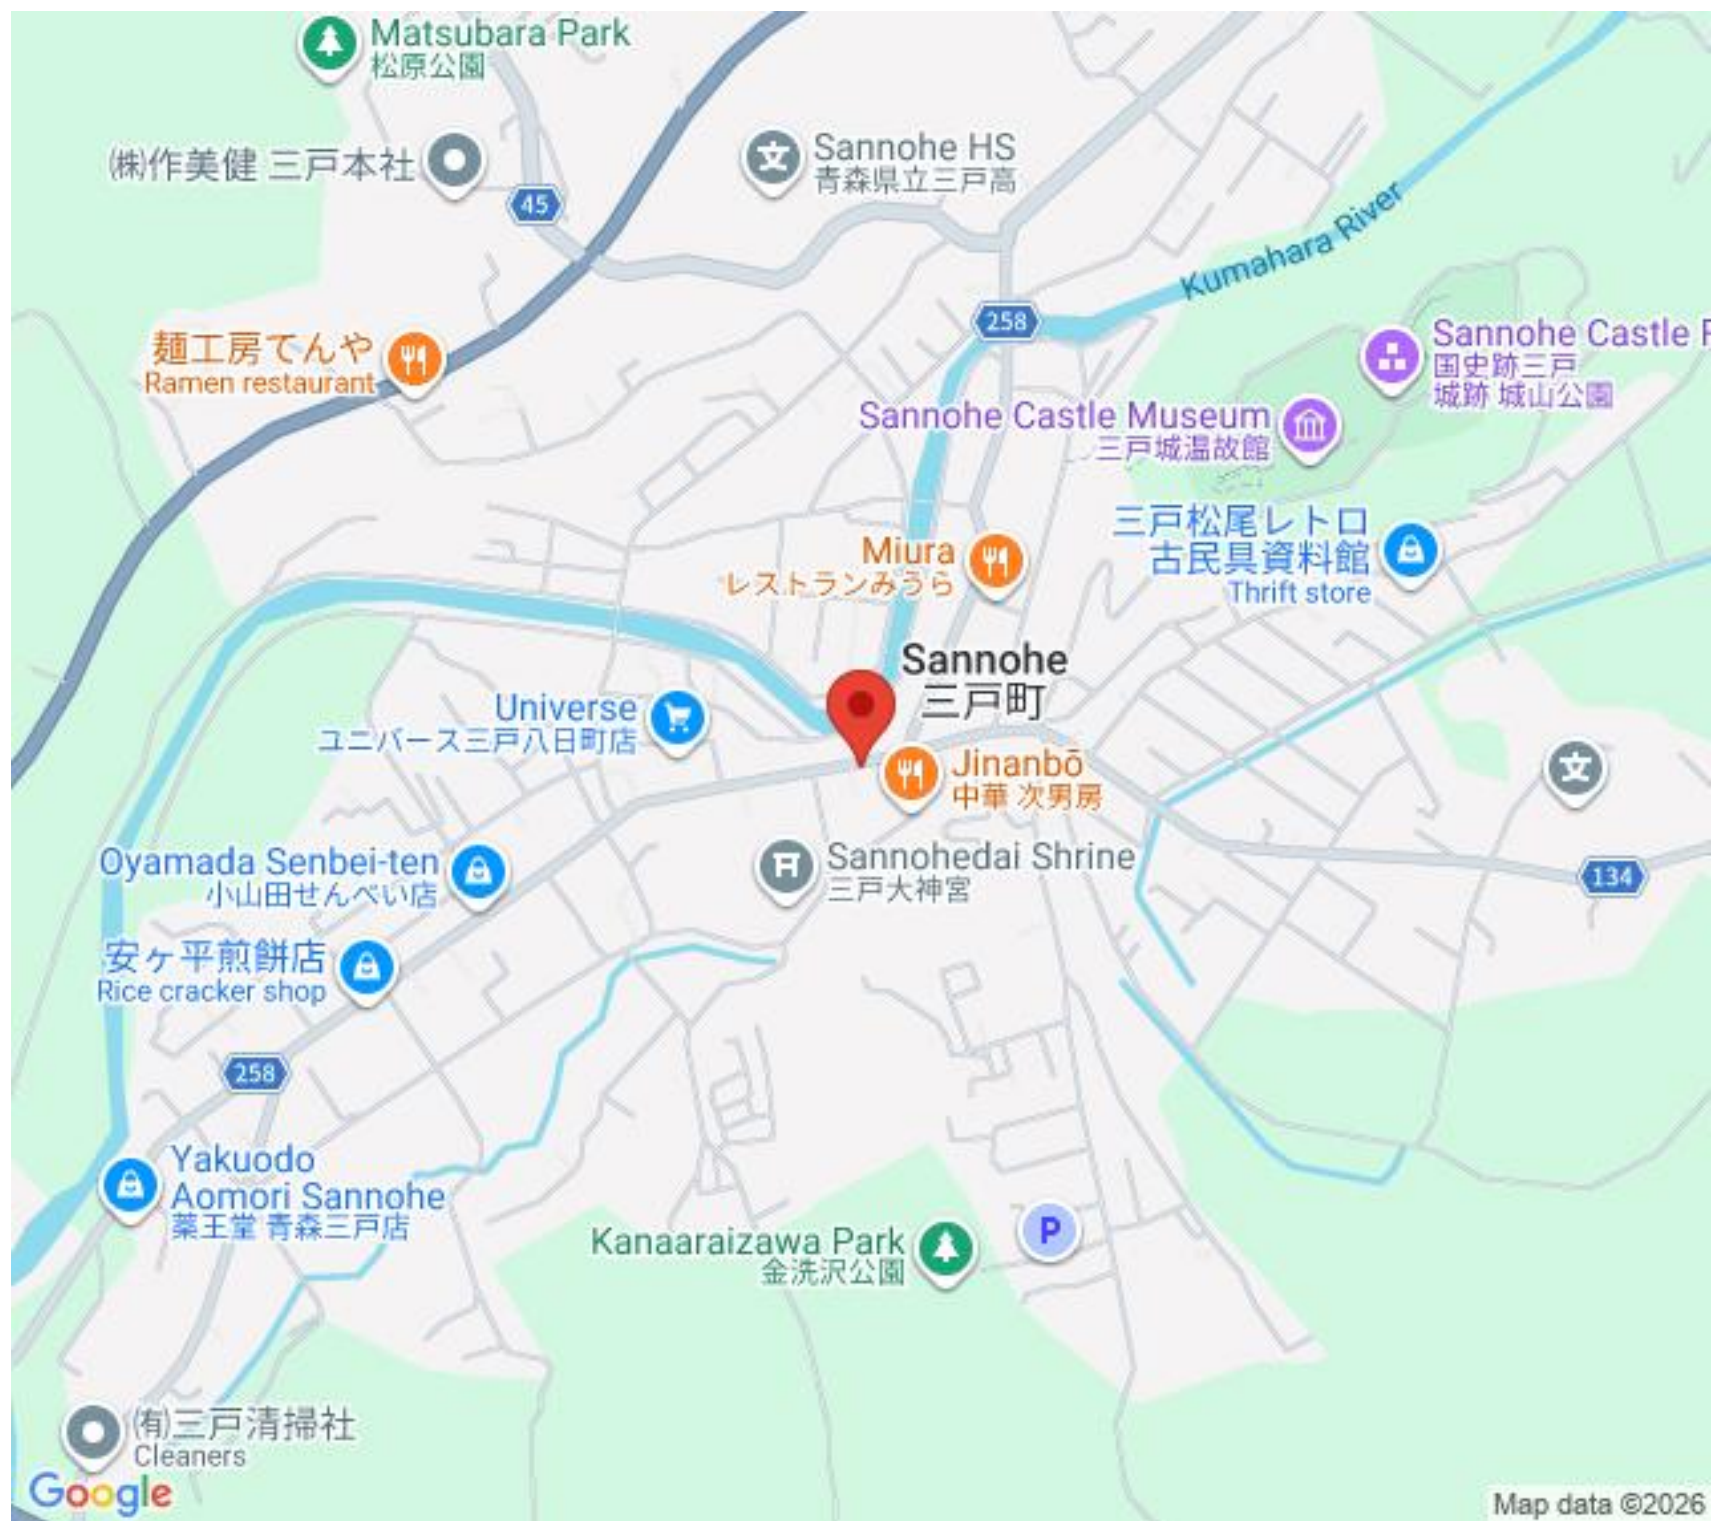 Matsubara Park
松原公園
㈱作美健 三戸本社
Sannohe HS
青森県立三戸高
45
Kumahara River
258
麺工房てんや
Ramen restaurant
Sannohe Castle
国史跡三戸
城跡 城山公園
Sannohe Castle Museum
三戸城温故館
三戸松尾レトロ
古民具資料館
Thrift store
Miura
レストランみうら
Sannohe
三戸町
Universe
ユニバース三戸八日町店
Jinanbō
中華 次男房
文
Oyamada Senbei-ten
小山田せんべい店
Sannohedai Shrine
三戸大神宮
134
安ヶ平煎餅店
Rice cracker shop
258
Yakuodo
Aomori Sannohe
薬王堂 青森三戸店
Kanaaraizawa Park
金洗沢公園
P
㈲三戸清掃社
Cleaners
Google
Map data ©2026